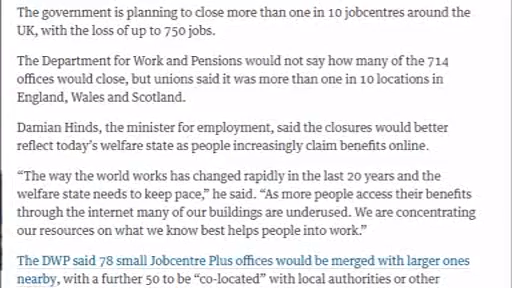 The government is planning to close more than one in 10 jobcentres around the
UK, with the loss of up to 750 jobs.
The Department for Work and Pensions would not say how many of the 714
offices would close, but unions said it was more than one in 10 locations in
England, Wales and Scotland.
Damian Hinds, the minister for employment, said the closures would better
reflect today’s welfare state as people increasingly claim benefits online.
“The way the world works has changed rapidly in the last 20 years and the
welfare state needs to keep pace,” he said. “As more people access their benefits
through the internet many of our buildings are underused. We are concentrating
our resources on what we know best helps people into work.”
The DWP said 78 small Jobcentre Plus offices would be merged with larger ones
nearby, with a further 50 to be “co-located” with local authorities or other